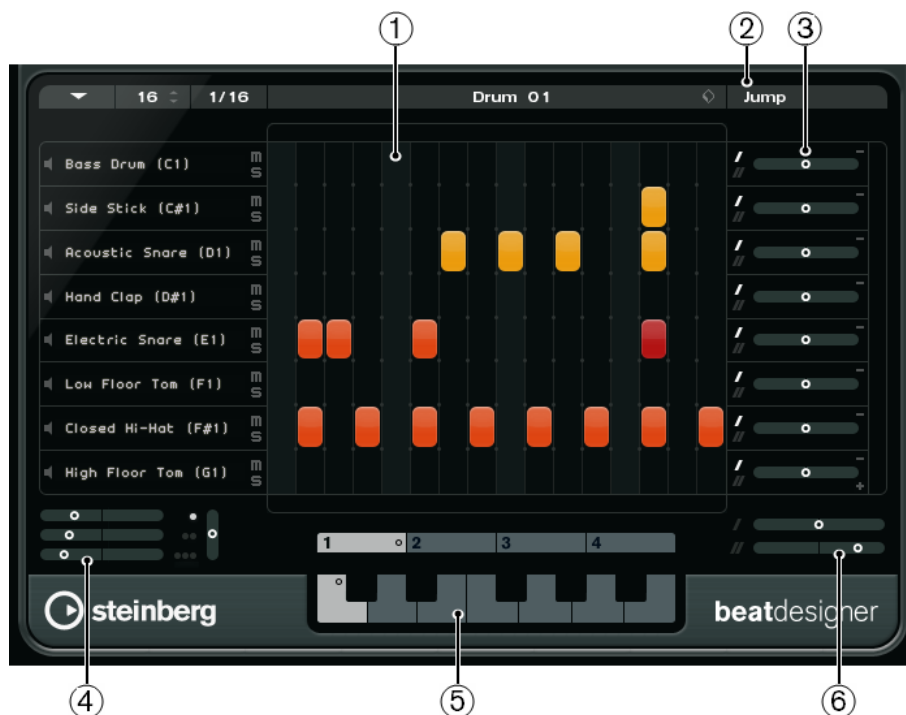 1 2 3
16 1/16 Drum 01 Jump
Bass Drum (C1) m S
Side Stick (C#1) m S
Acoustic Snare (D1) m S
Hand Clap (D#1) m S
Electric Snare (E1) m S
Low Floor Tom (F1) m S
Closed Hi-Hat (F#1) m S
High Floor Tom (G1) m S
1 2 3 4
steinberg beatdesigner
4 5 6